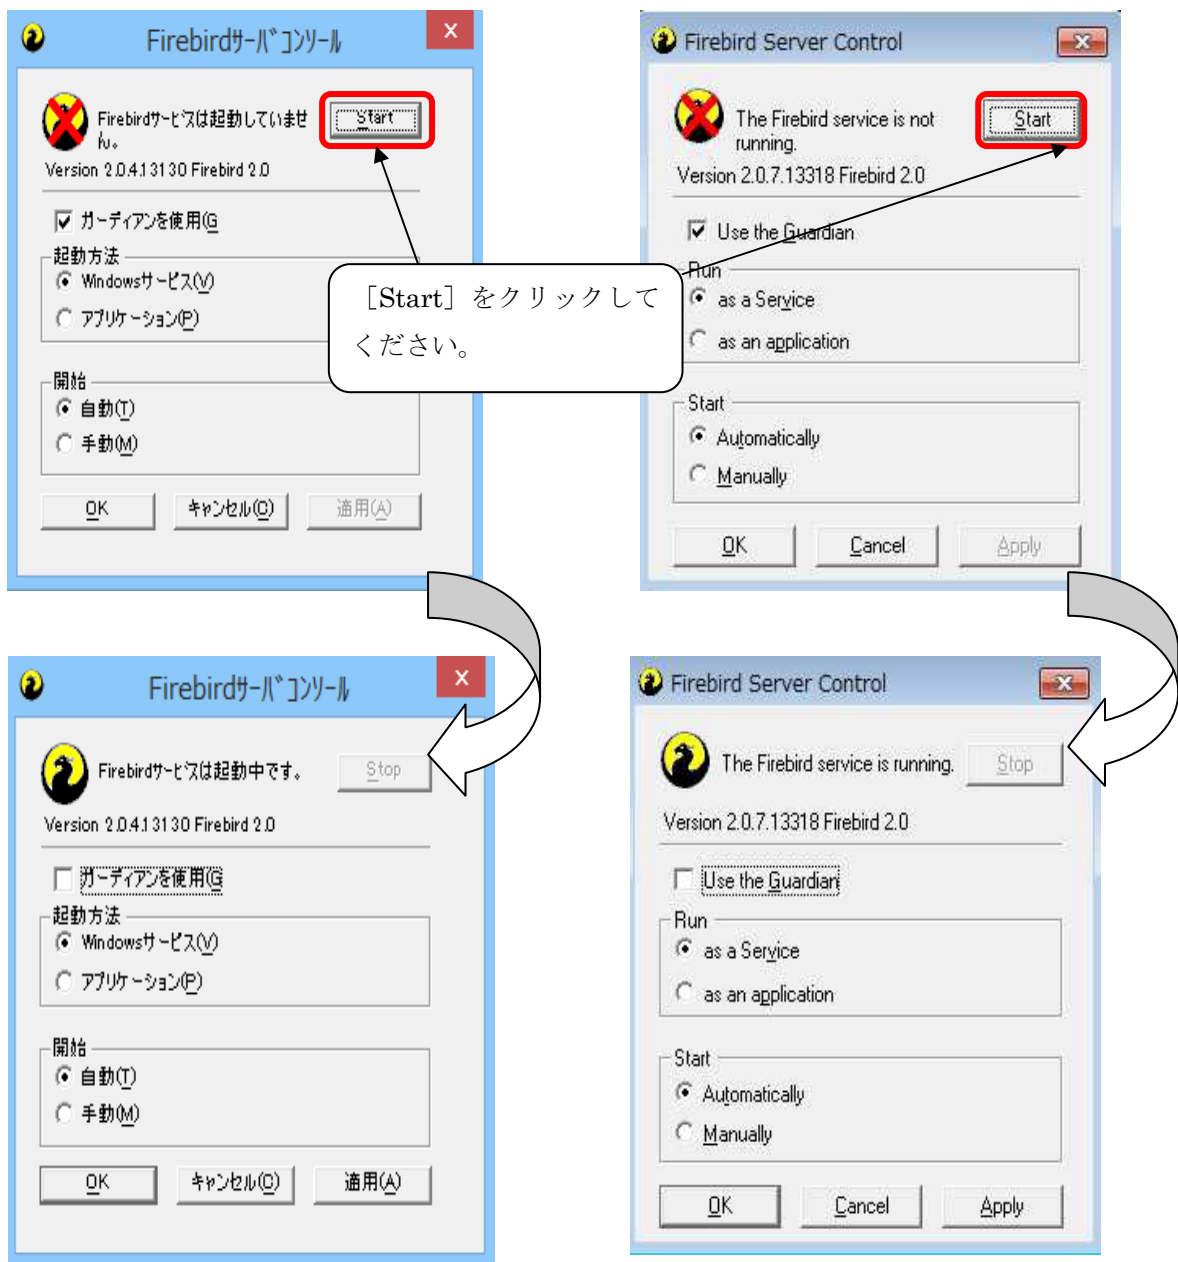 Firebirdサーバコンソール
x
Firebirdサービスは起動していませ
ん。
Start
Version 2.0.4.13130 Firebird 2.0
ガーディアンを使用(G
起動方法
Windowsサービス(V)
アプリケーション(P)
開始
自動(T)
手動(M)
OK
キャンセル(C)
適用(A)
Firebird Server Control
x
The Firebird service is not
running.
Start
Version 2.0.7.13318 Firebird 2.0
Use the Guardian
Run
as a Service
as an application
Start
Automatically
Manually
OK
Cancel
Apply
［Start］をクリックして
ください。
Firebirdサーバコンソール
x
Firebirdサービスは起動中です。
Stop
Version 2.0.4.13130 Firebird 2.0
ガーディアンを使用(G
起動方法
Windowsサービス(V)
アプリケーション(P)
開始
自動(T)
手動(M)
OK
キャンセル(C)
適用(A)
Firebird Server Control
x
The Firebird service is running.
Stop
Version 2.0.7.13318 Firebird 2.0
Use the Guardian
Run
as a Service
as an application
Start
Automatically
Manually
OK
Cancel
Apply